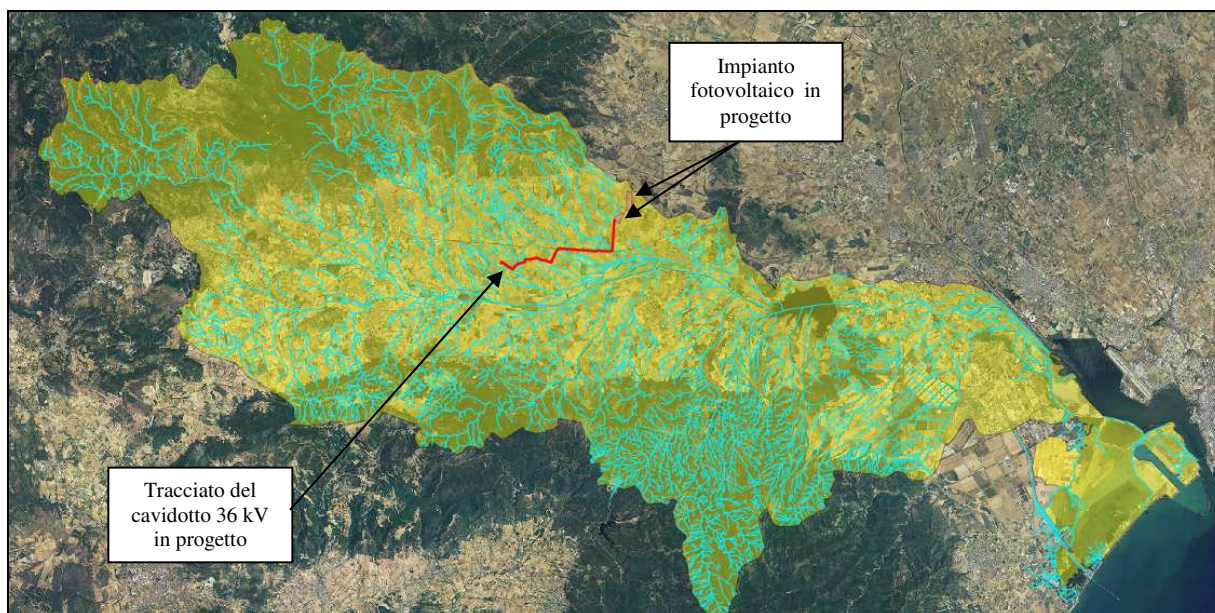 Impianto
fotovoltaico in
progetto
Tracciato del
cavidotto 36 kV
in progetto